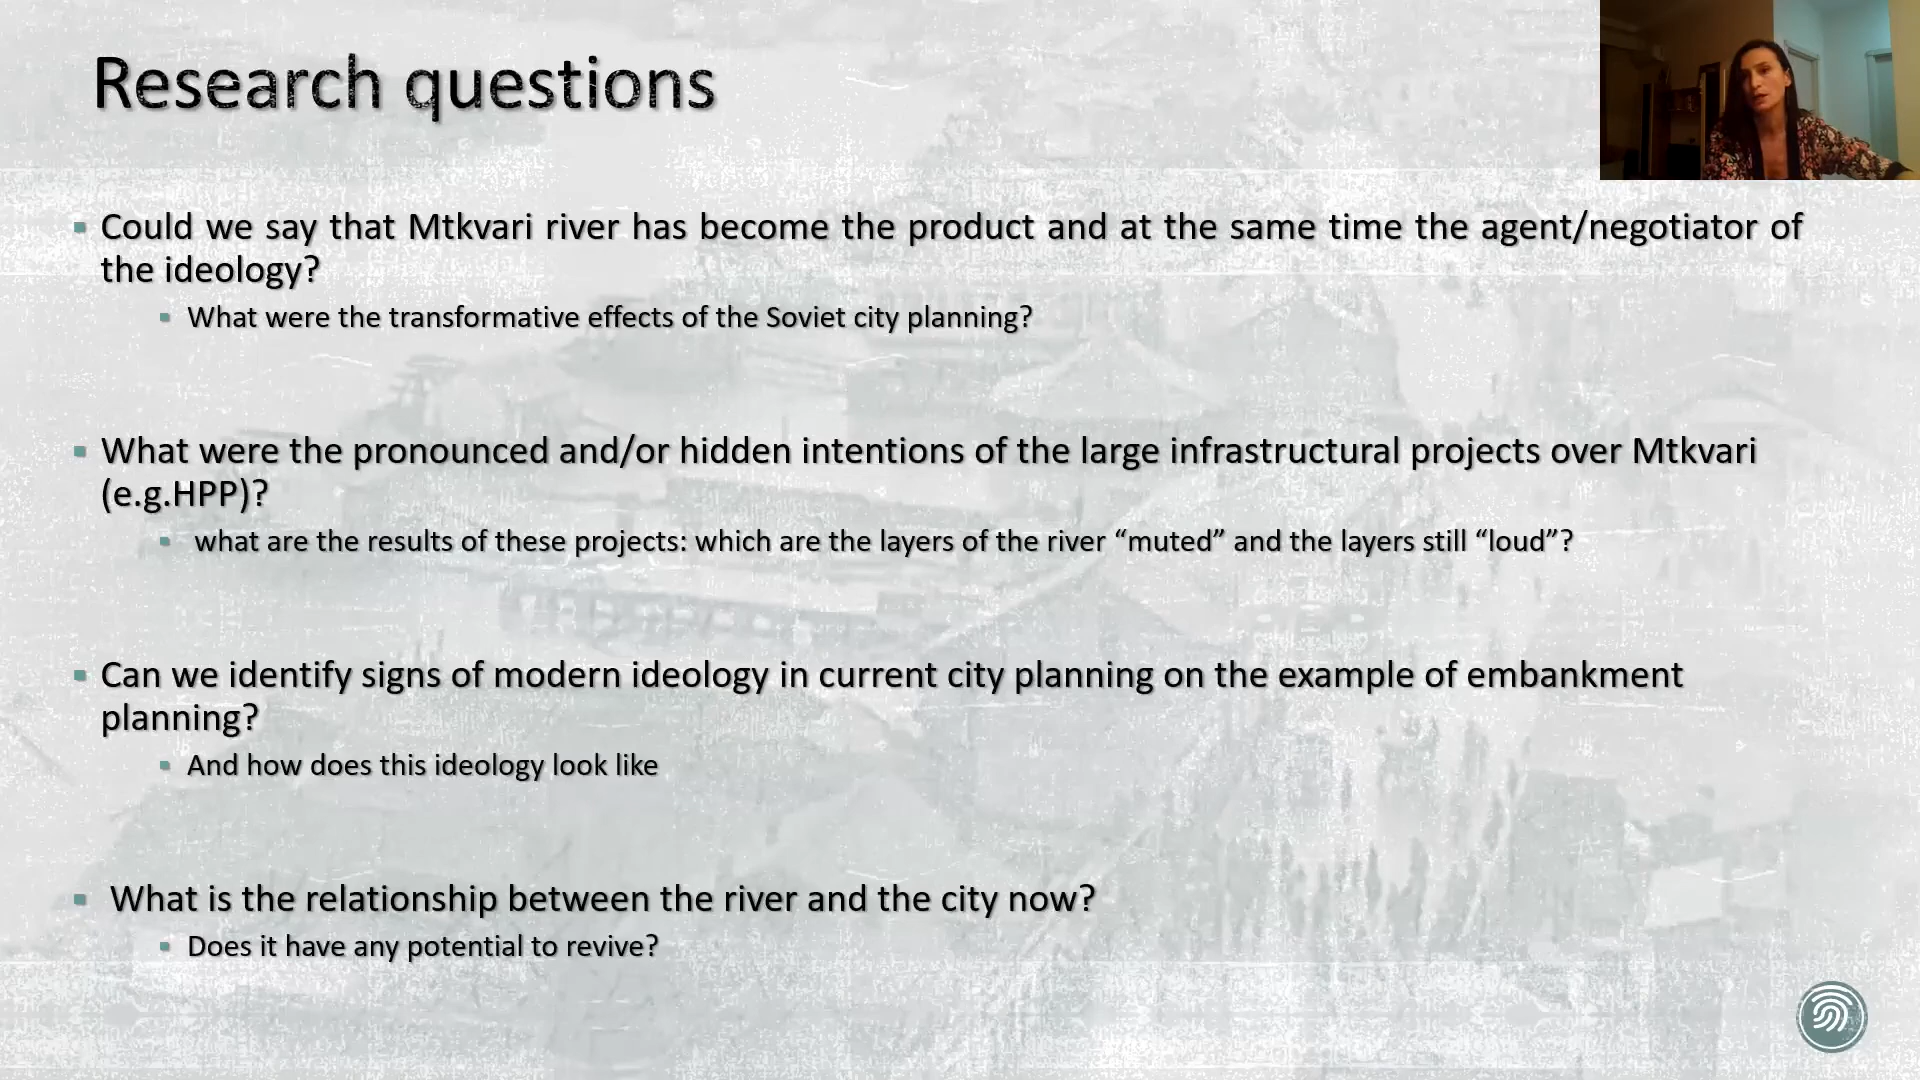 Research questions
Could we say that Mtkvari river has become the product and at the same time the agent/negotiator of
the ideology?
What were the transformative effects of the Soviet city planning?
What were the pronounced and/or hidden intentions of the large infrastructural projects over Mtkvari
(e.g.HPP)?
what are the results of these projects: which are the layers of the river “muted” and the layers still “loud”?
Can we identify signs of modern ideology in current city planning on the example of embankment
planning?
And how does this ideology look like
What is the relationship between the river and the city now?
Does it have any potential to revive?